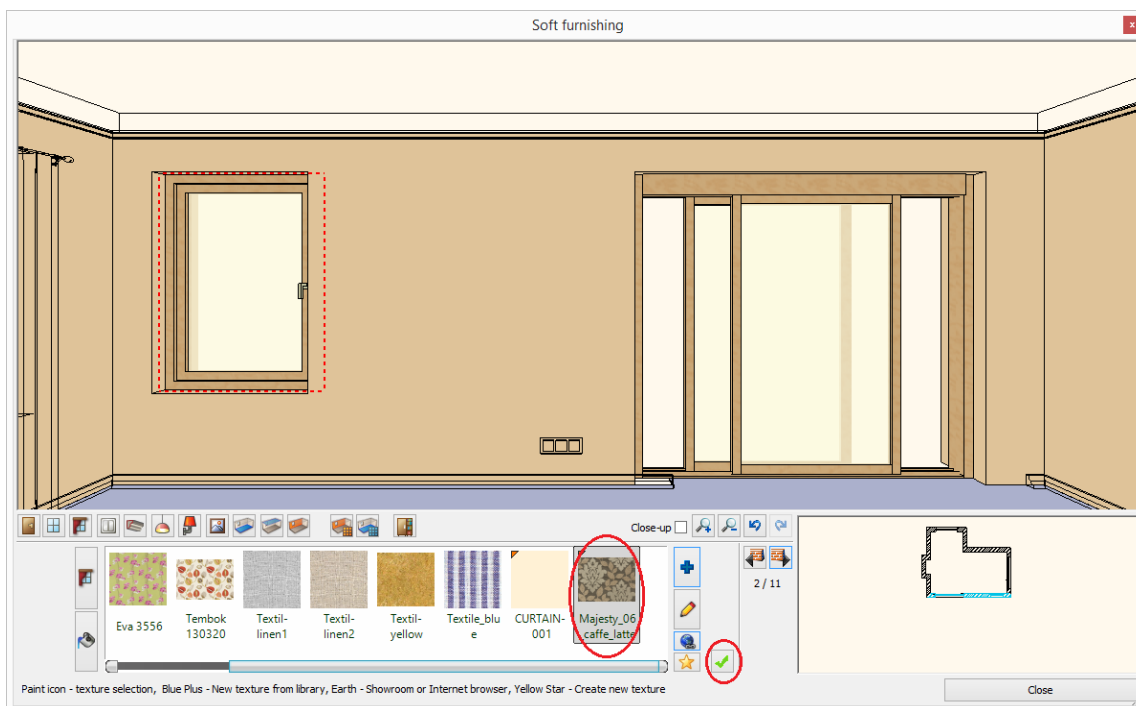 Soft furnishing
x
Close-up
2 / 11
Eva 3556
Tembok
130320
Textil-
linen1
Textil-
linen2
Textil-
yellow
Textile_blu
e
CURTAIN-
001
Majesty_06
_caffe_latte
Paint icon - texture selection, Blue Plus - New texture from library, Earth - Showroom or Internet browser, Yellow Star - Create new texture
Close